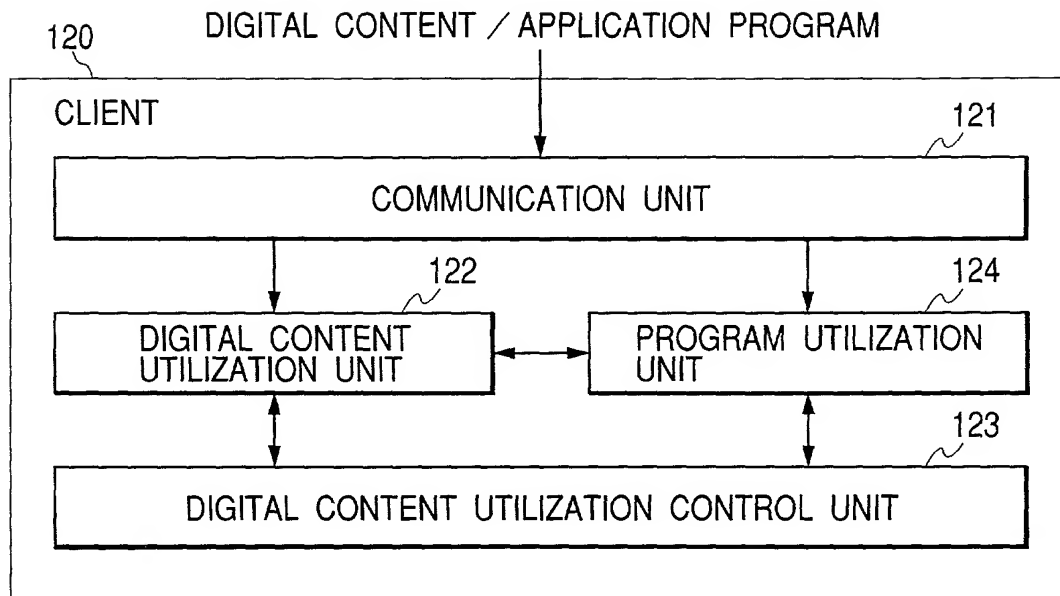 DIGITAL CONTENT / APPLICATION PROGRAM
120
CLIENT
121
COMMUNICATION UNIT
122
DIGITAL CONTENT
UTILIZATION UNIT
124
PROGRAM UTILIZATION
UNIT
123
DIGITAL CONTENT UTILIZATION CONTROL UNIT